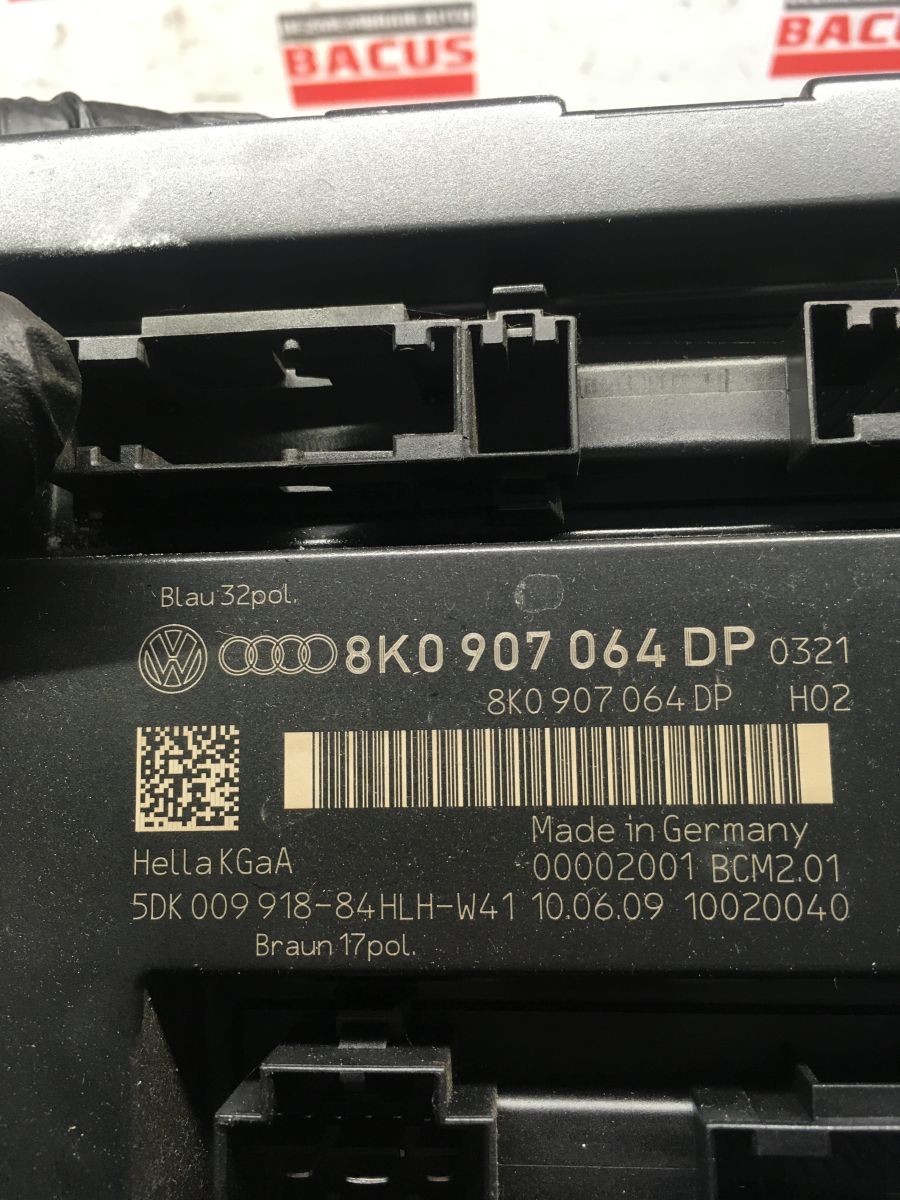 BACUS
BACUS
Blau 32pol.
8K0 907 064 DP 0321
8K0 907 064 DP H02
Made in Germany
Hella KGaA
00002001 BCM2.01
5DK 009 918-84HLH-W41 10.06.09 10020040
Braun 17pol.